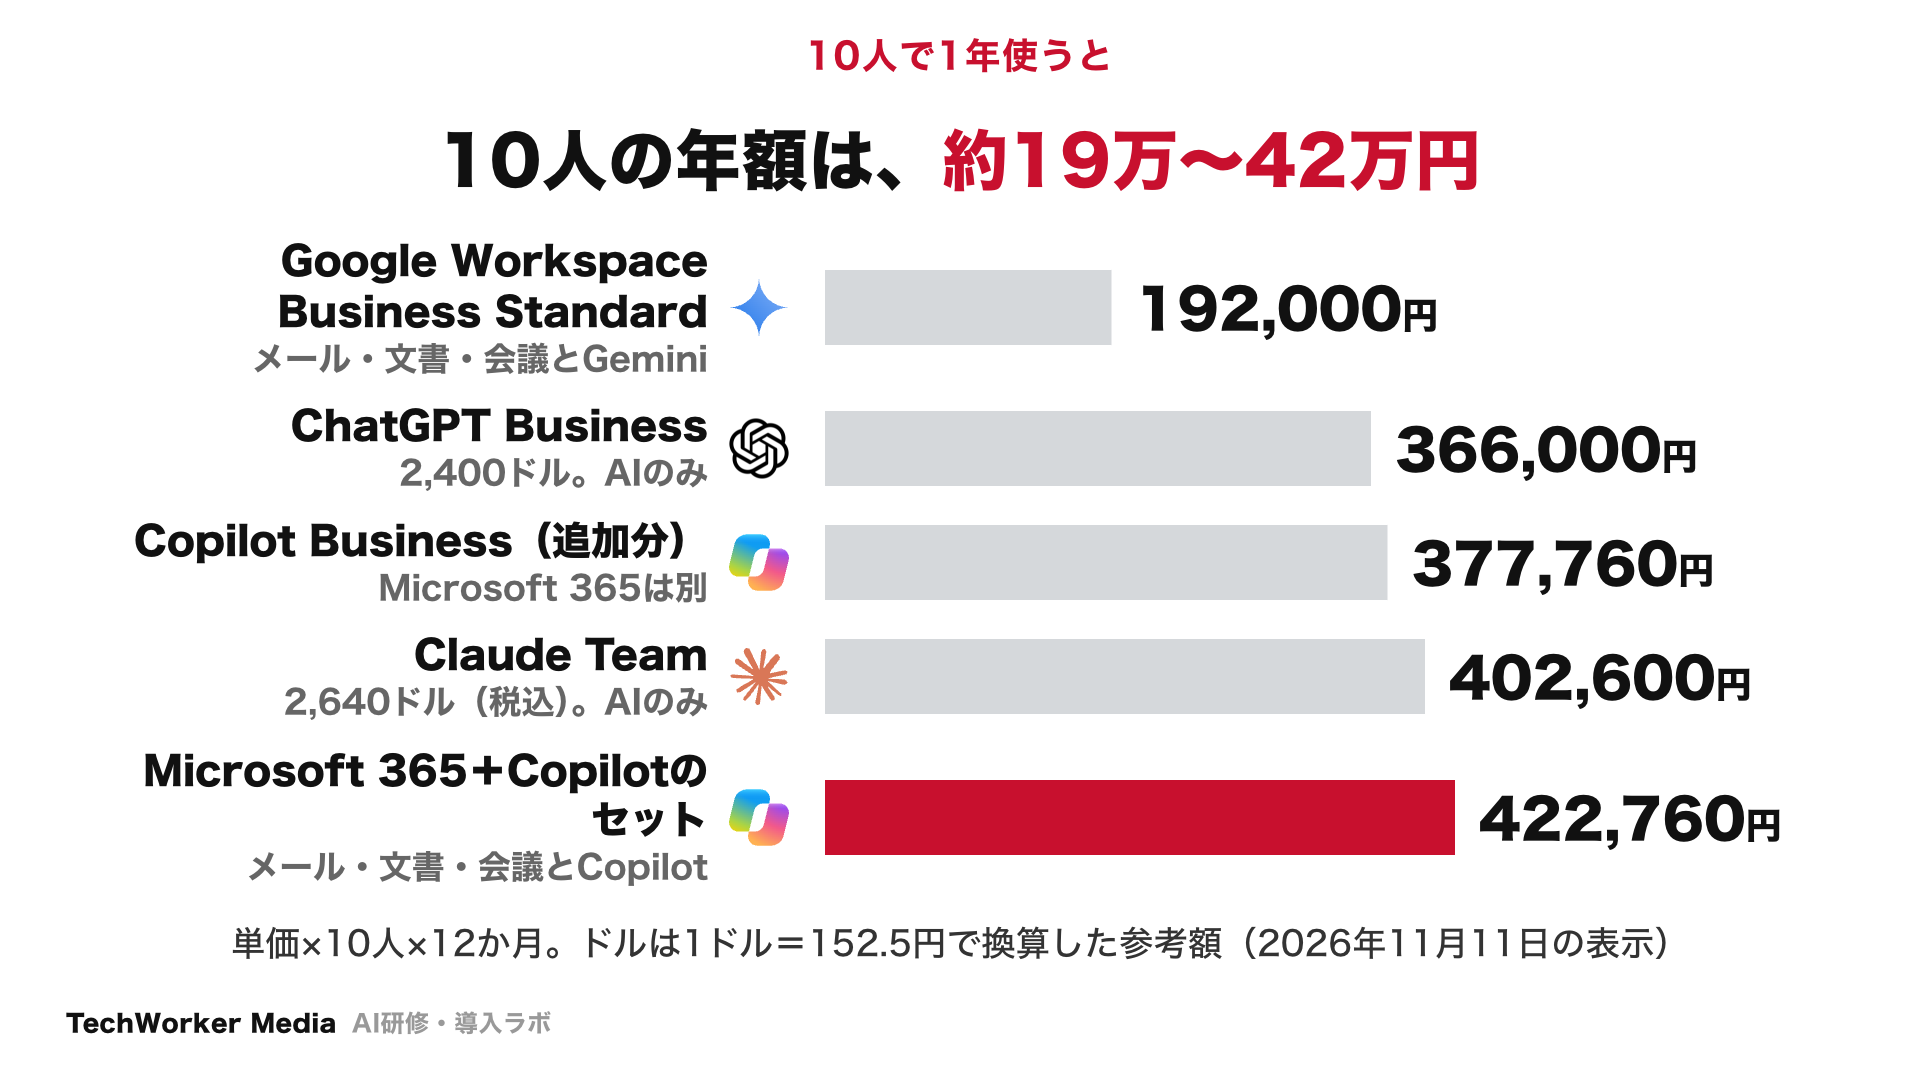 10人で1年使うと
10人の年額は、約19万〜42万円
Google Workspace
Business Standard
メール・文書・会議とGemini
192,000円
ChatGPT Business
2,400ドル。AIのみ
366,000円
Copilot Business（追加分）
Microsoft 365は別
377,760円
Claude Team
2,640ドル（税込）。AIのみ
402,600円
Microsoft 365＋Copilotの
セット
メール・文書・会議とCopilot
422,760円
単価×10人×12か月。ドルは1ドル＝152.5円で換算した参考額（2026年11月11日の表示）
TechWorker Media AI研修・導入ラボ